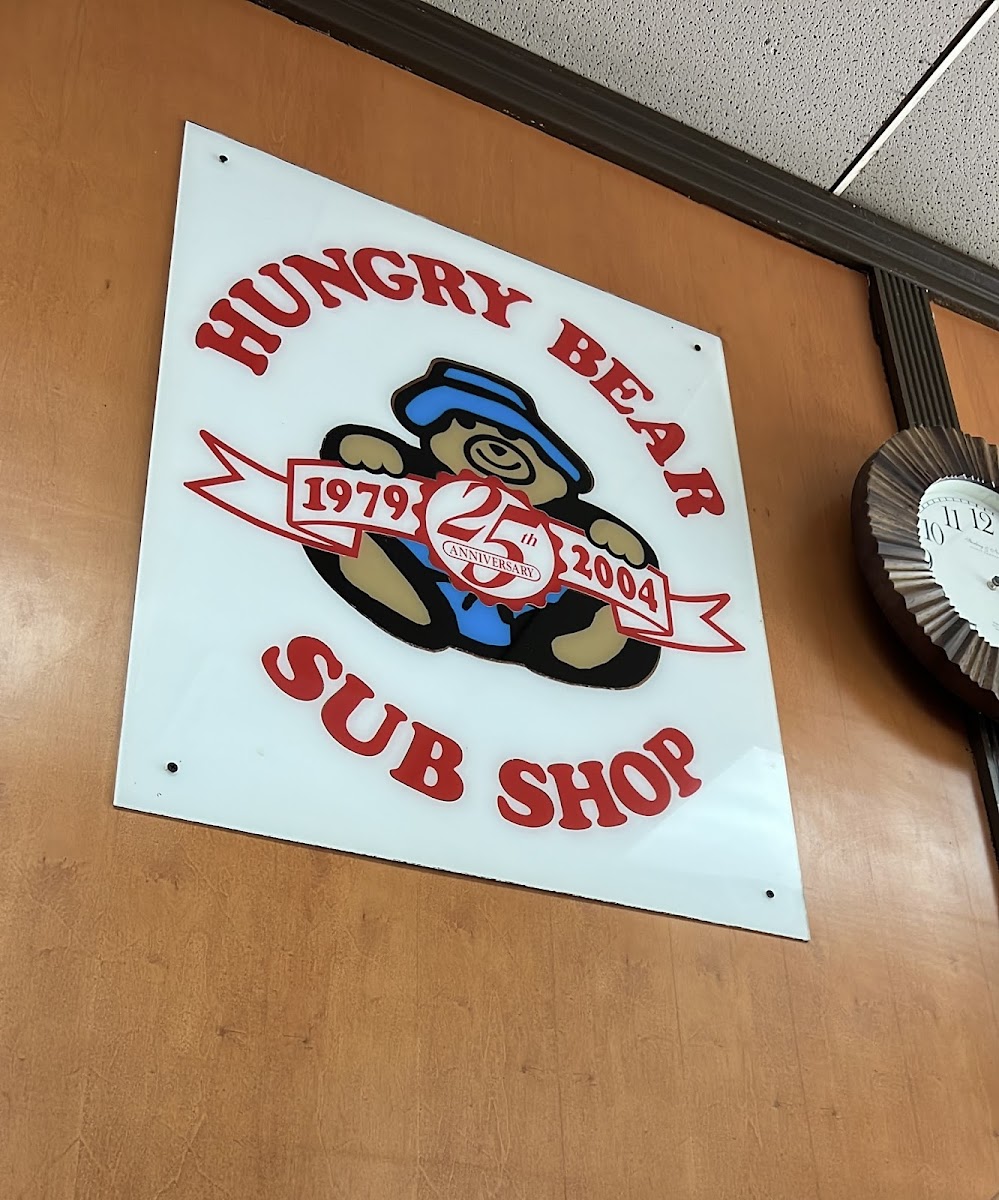 HUNGRY BEAR
1979 25th 2004
ANNIVERSARY
SUB SHOP
10 11 12